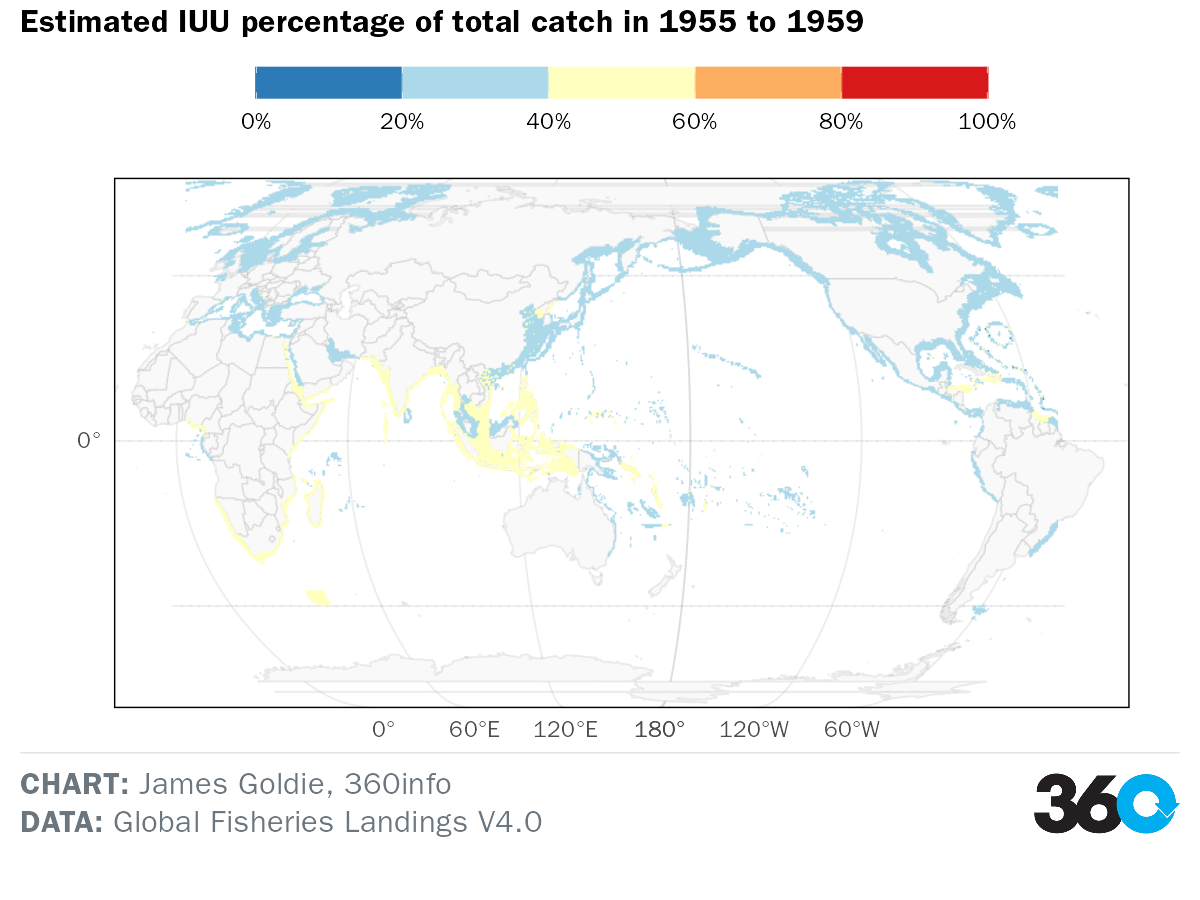 Estimated IUU percentage of total catch in 1955 to 1959
0% 20% 40% 60% 80% 100%
0°
0° 60°E 120°E 180° 120°W 60°W
CHART: James Goldie, 360info
DATA: Global Fisheries Landings V4.0
360